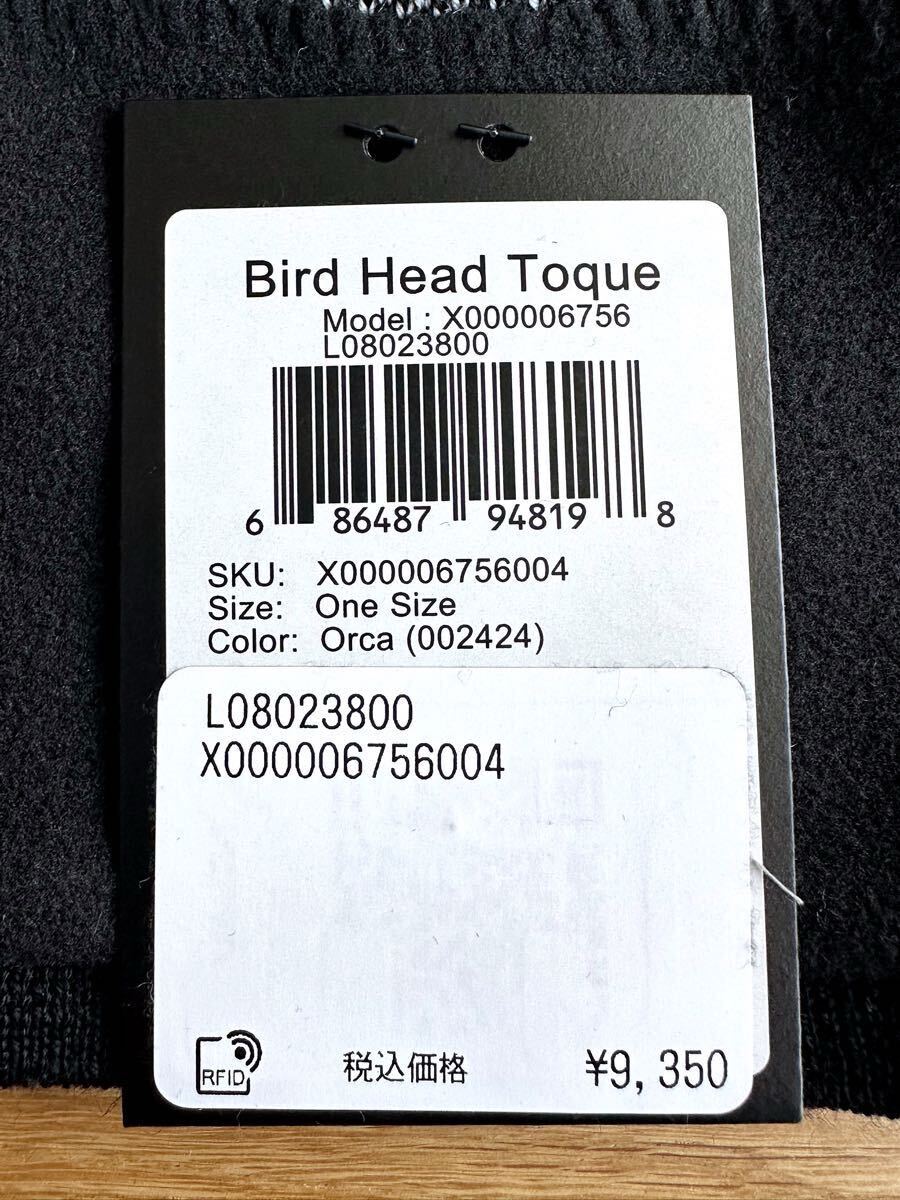 Bird Head Toque
Model : X000006756
L08023800
6 86487 94819 8
SKU: X000006756004
Size: One Size
Color: Orca (002424)
L08023800
X000006756004
RFID 税込価格 ¥9,350